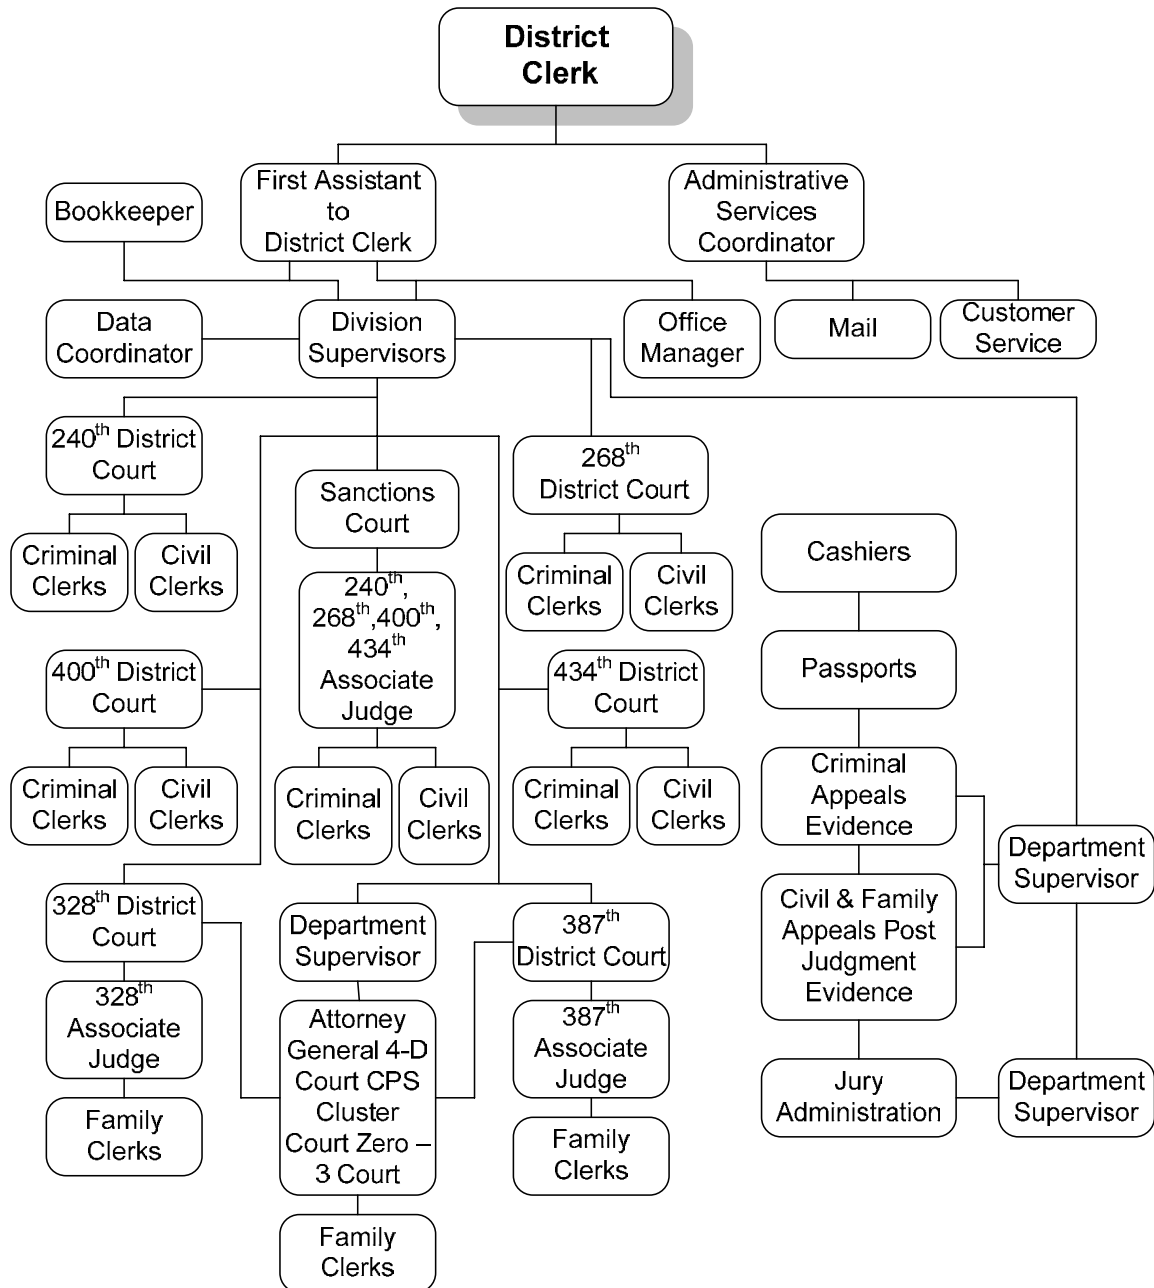 District
Clerk
First Assistant
to
District Clerk
Administrative
Services
Coordinator
Bookkeeper
Data
Coordinator
Division
Supervisors
Office
Manager
Mail
Customer
Service
240th District
Court
Criminal
Clerks
Civil
Clerks
Sanctions
Court
240th,
268th,400th,
434th
Associate
Judge
Criminal
Clerks
Civil
Clerks
268th
District Court
Criminal
Clerks
Civil
Clerks
400th District
Court
Criminal
Clerks
Civil
Clerks
434th District
Court
Criminal
Clerks
Civil
Clerks
Cashiers
Passports
Criminal
Appeals
Evidence
Civil & Family
Appeals Post
Judgment
Evidence
Department
Supervisor
Jury
Administration
Department
Supervisor
328th District
Court
328th
Associate
Judge
Family
Clerks
Department
Supervisor
Attorney
General 4-D
Court CPS
Cluster
Court Zero –
3 Court
Family
Clerks
387th
District Court
387th
Associate
Judge
Family
Clerks